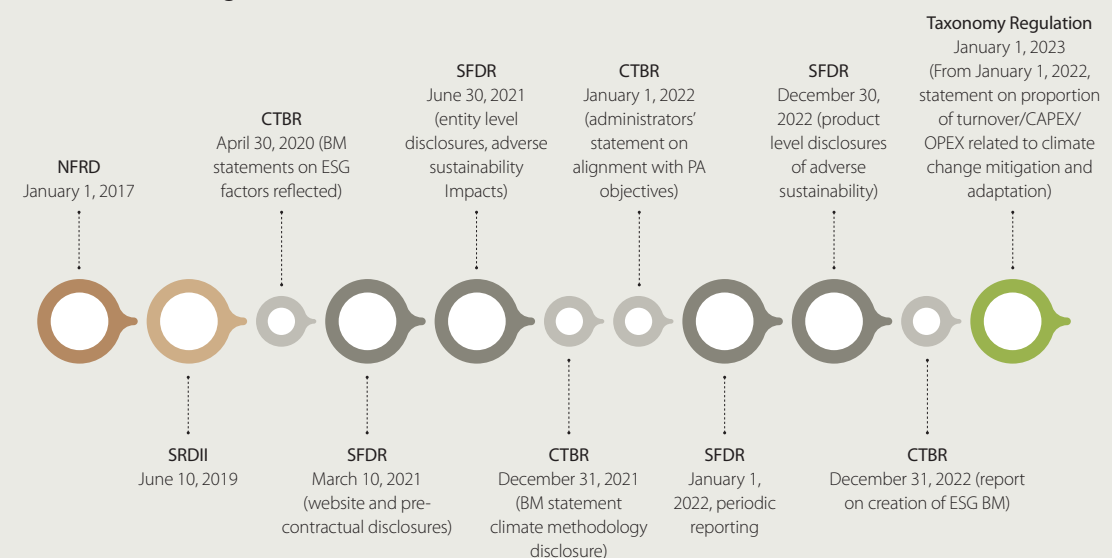 NFRD
January 1, 2017
SRDII
June 10, 2019
CTBR
April 30, 2020 (BM
statements on ESG
factors reflected)
SFDR
March 10, 2021
(website and pre-
contractual disclosures)
SFDR
June 30, 2021
(entity level
disclosures, adverse
sustainability
Impacts)
CTBR
December 31, 2021
(BM statement
climate methodology
disclosure)
CTBR
January 1, 2022
(administrators’
statement on
alignment with PA
objectives)
SFDR
January 1,
2022, periodic
reporting
SFDR
December 30,
2022 (product
level disclosures
of adverse
sustainability)
CTBR
December 31, 2022 (report
on creation of ESG BM)
Taxonomy Regulation
January 1, 2023
(From January 1, 2022,
statement on proportion
of turnover/CAPEX/
OPEX related to climate
change mitigation and
adaptation)